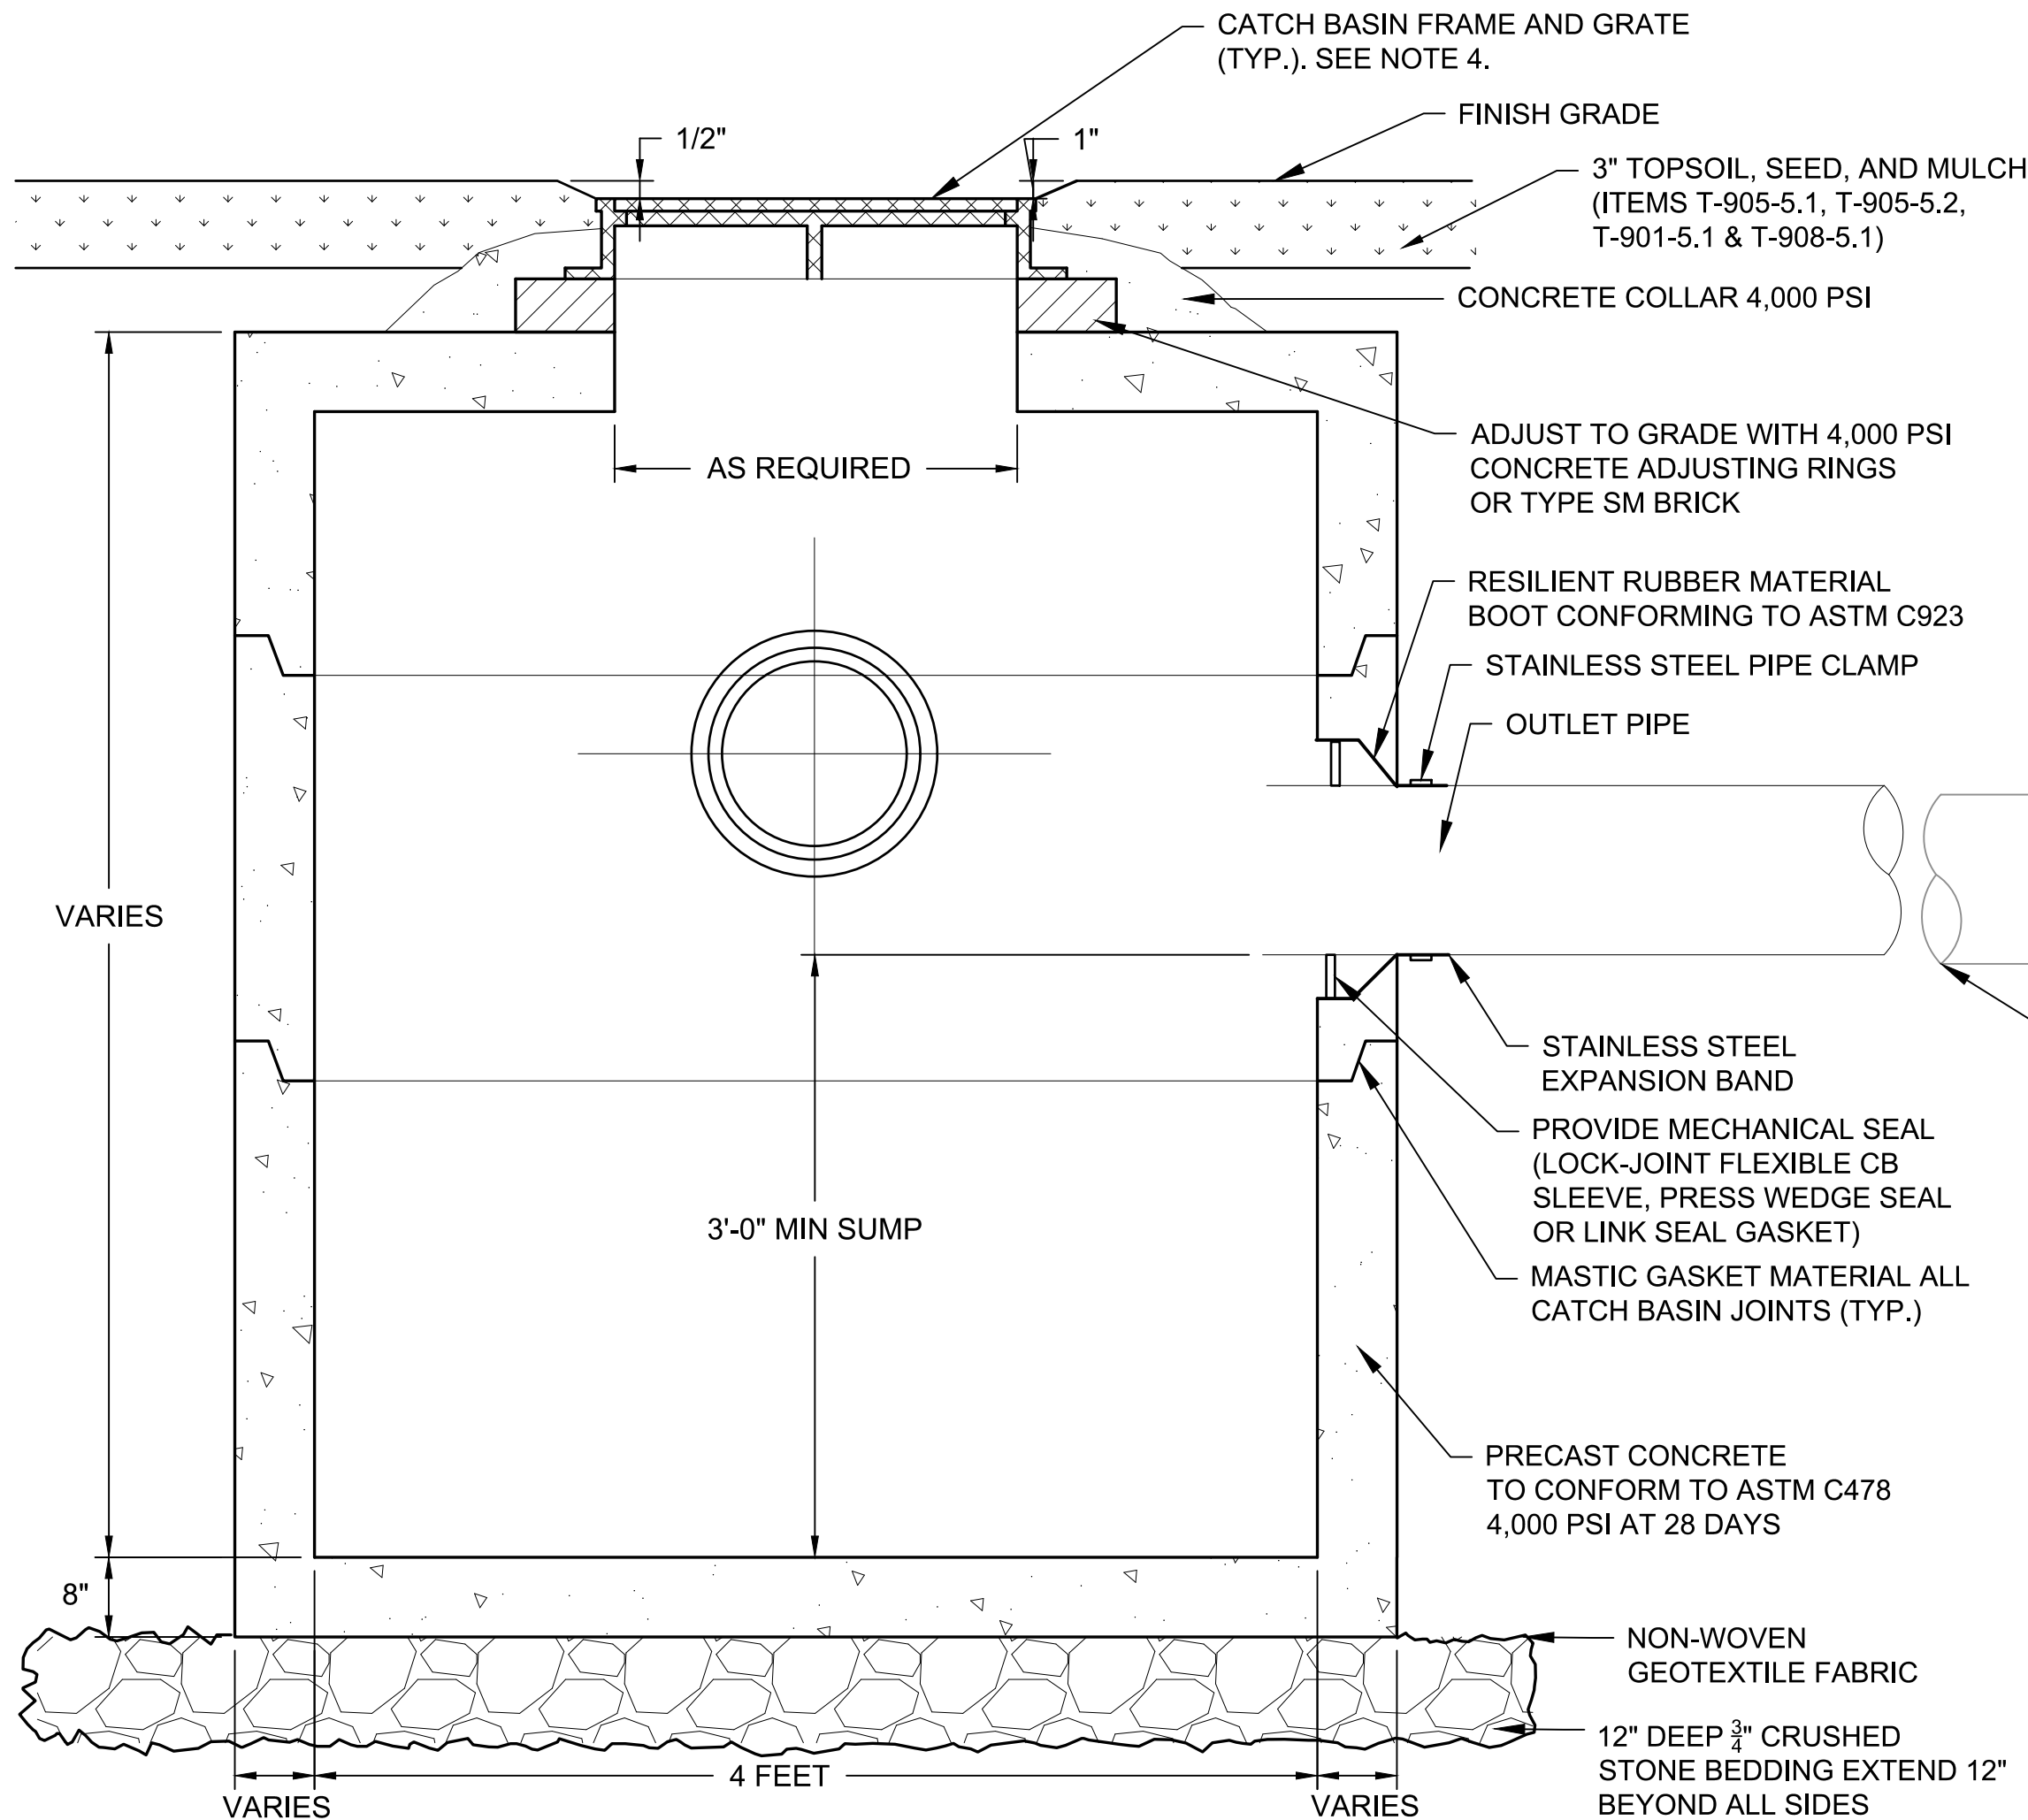 CATCH BASIN FRAME AND GRATE
(TYP.). SEE NOTE 4.
1/2"
1"
FINISH GRADE
3" TOPSOIL, SEED, AND MULCH
(ITEMS T-905-5.1, T-905-5.2,
T-901-5.1 & T-908-5.1)
CONCRETE COLLAR 4,000 PSI
ADJUST TO GRADE WITH 4,000 PSI
CONCRETE ADJUSTING RINGS
OR TYPE SM BRICK
AS REQUIRED
RESILIENT RUBBER MATERIAL
BOOT CONFORMING TO ASTM C923
STAINLESS STEEL PIPE CLAMP
OUTLET PIPE
VARIES
STAINLESS STEEL
EXPANSION BAND
PROVIDE MECHANICAL SEAL
(LOCK-JOINT FLEXIBLE CB
SLEEVE, PRESS WEDGE SEAL
OR LINK SEAL GASKET)
3'-0" MIN SUMP
MASTIC GASKET MATERIAL ALL
CATCH BASIN JOINTS (TYP.)
PRECAST CONCRETE
TO CONFORM TO ASTM C478
4,000 PSI AT 28 DAYS
8"
NON-WOVEN
GEOTEXTILE FABRIC
12" DEEP 3/4" CRUSHED
STONE BEDDING EXTEND 12"
BEYOND ALL SIDES
4 FEET
VARIES
VARIES